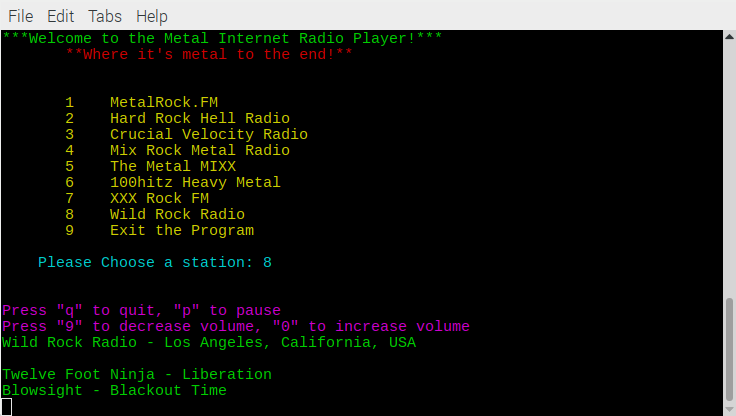 File Edit Tabs Help
***Welcome to the Metal Internet Radio Player!***
**Where it's metal to the end!**
1 MetalRock.FM
2 Hard Rock Hell Radio
3 Crucial Velocity Radio
4 Mix Rock Metal Radio
5 The Metal MIXX
6 100hitz Heavy Metal
7 XXX Rock FM
8 Wild Rock Radio
9 Exit the Program
Please Choose a station: 8
Press "q" to quit, "p" to pause
Press "9" to decrease volume, "0" to increase volume
Wild Rock Radio - Los Angeles, California, USA
Twelve Foot Ninja - Liberation
Blowsight - Blackout Time